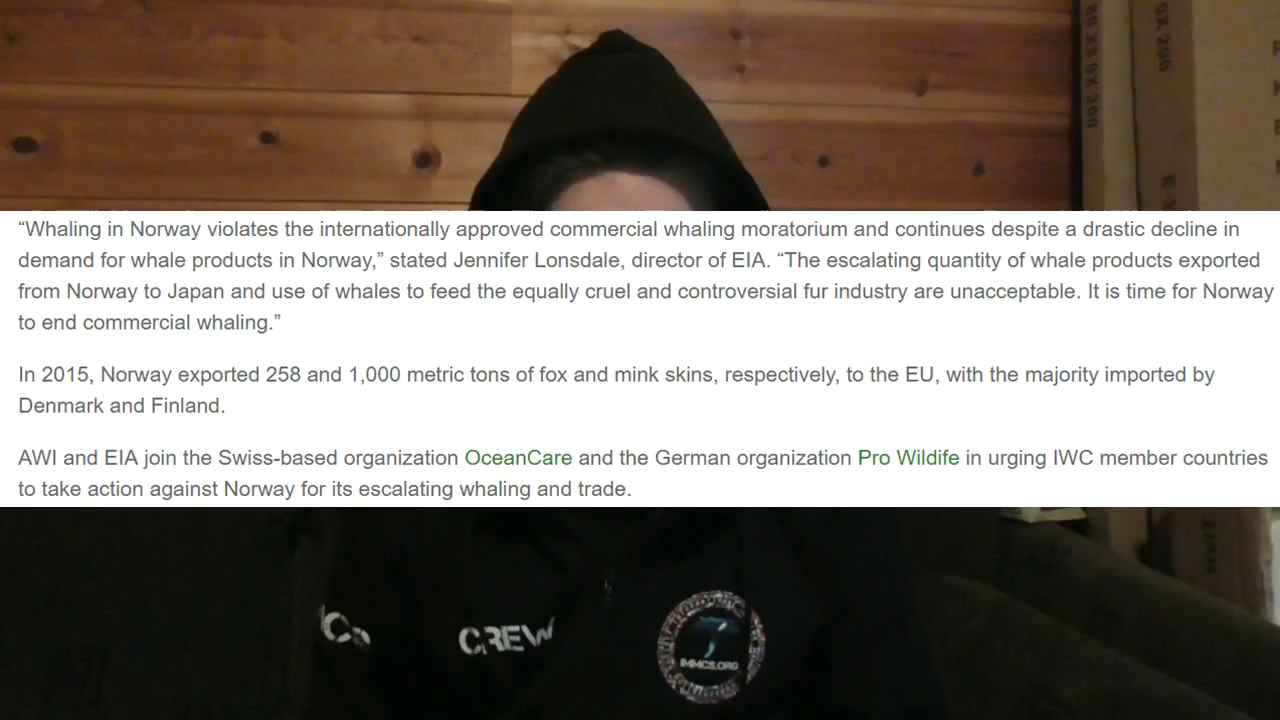 80 X8 0X 200
0X 200
“Whaling in Norway violates the internationally approved commercial whaling moratorium and continues despite a drastic decline in
demand for whale products in Norway,” stated Jennifer Lonsdale, director of EIA. “The escalating quantity of whale products exported
from Norway to Japan and use of whales to feed the equally cruel and controversial fur industry are unacceptable. It is time for Norway
to end commercial whaling.”
In 2015, Norway exported 258 and 1,000 metric tons of fox and mink skins, respectively, to the EU, with the majority imported by
Denmark and Finland.
AWI and EIA join the Swiss-based organization OceanCare and the German organization Pro Wildife in urging IWC member countries
to take action against Norway for its escalating whaling and trade.
CREW
IMMCS.ORG